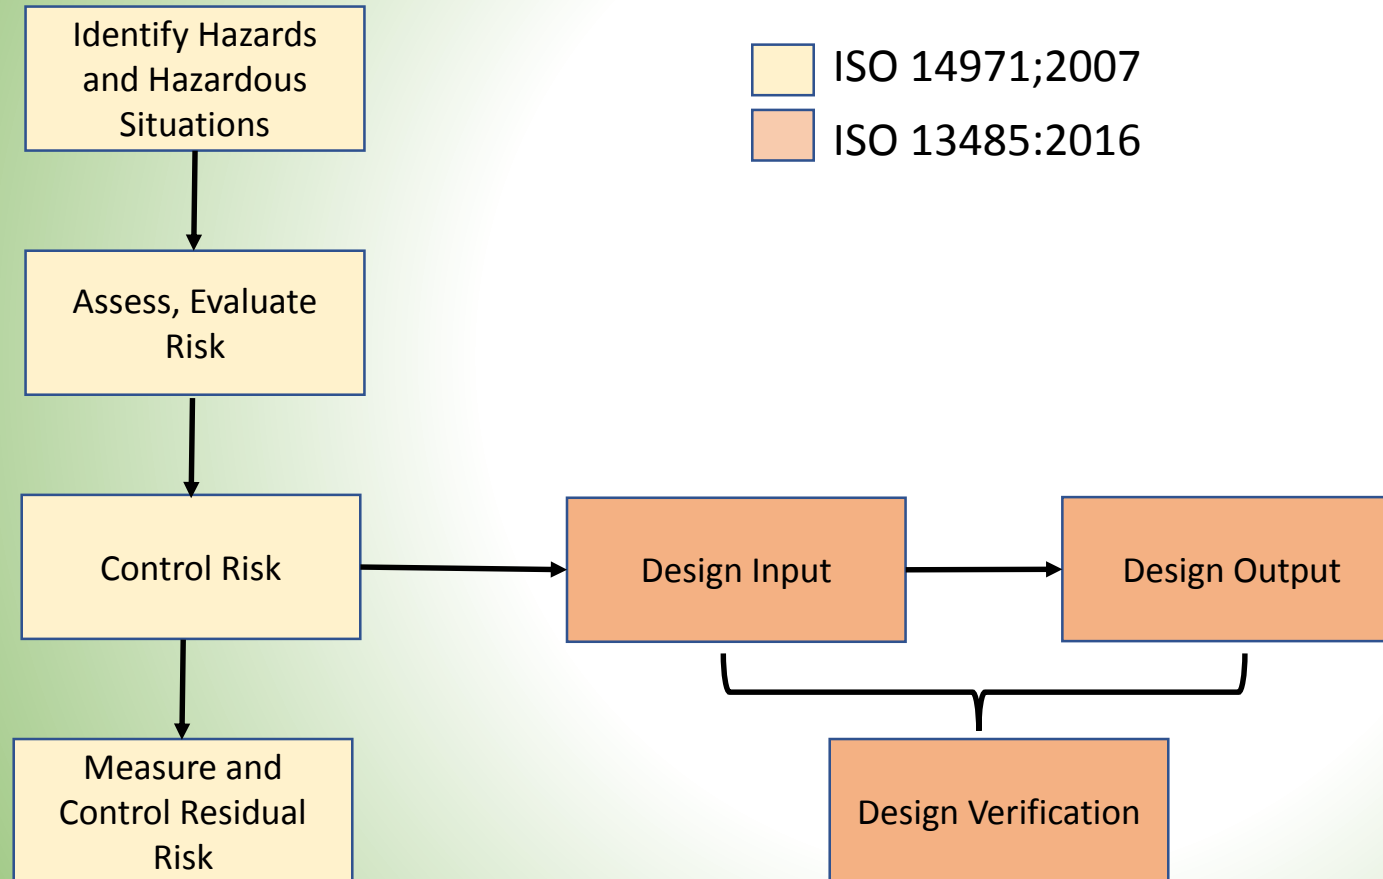 Identify Hazards
and Hazardous
Situations
ISO 14971;2007
ISO 13485:2016
Assess, Evaluate
Risk
Control Risk
Design Input
Design Output
Measure and
Control Residual
Risk
Design Verification